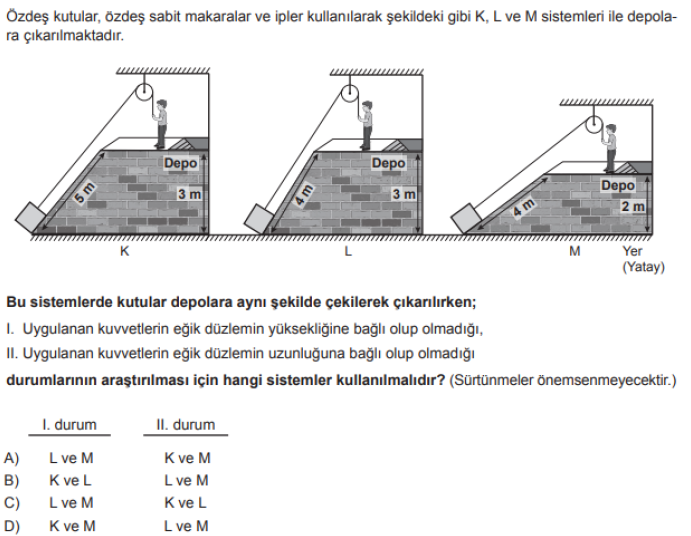 Özdeş kutular, özdeş sabit makaralar ve ipler kullanılarak şekildeki gibi K, L ve M sistemleri ile depola-
ra çıkarılmaktadır.
Depo
5 m
3 m
K
Depo
4 m
3 m
L
Depo
4 m
2 m
M
Yer
(Yatay)
Bu sistemlerde kutular depolara aynı şekilde çekilerek çıkarılırken;
I. Uygulanan kuvvetlerin eğik düzlemin yüksekliğine bağlı olup olmadığı,
II. Uygulanan kuvvetlerin eğik düzlemin uzunluğuna bağlı olup olmadığı
durumlarının araştırılması için hangi sistemler kullanılmalıdır? (Sürtünmeler önemsenmeyecektir.)
I. durum II. durum
A) L ve M K ve M
B) K ve L L ve M
C) L ve M K ve L
D) K ve M L ve M